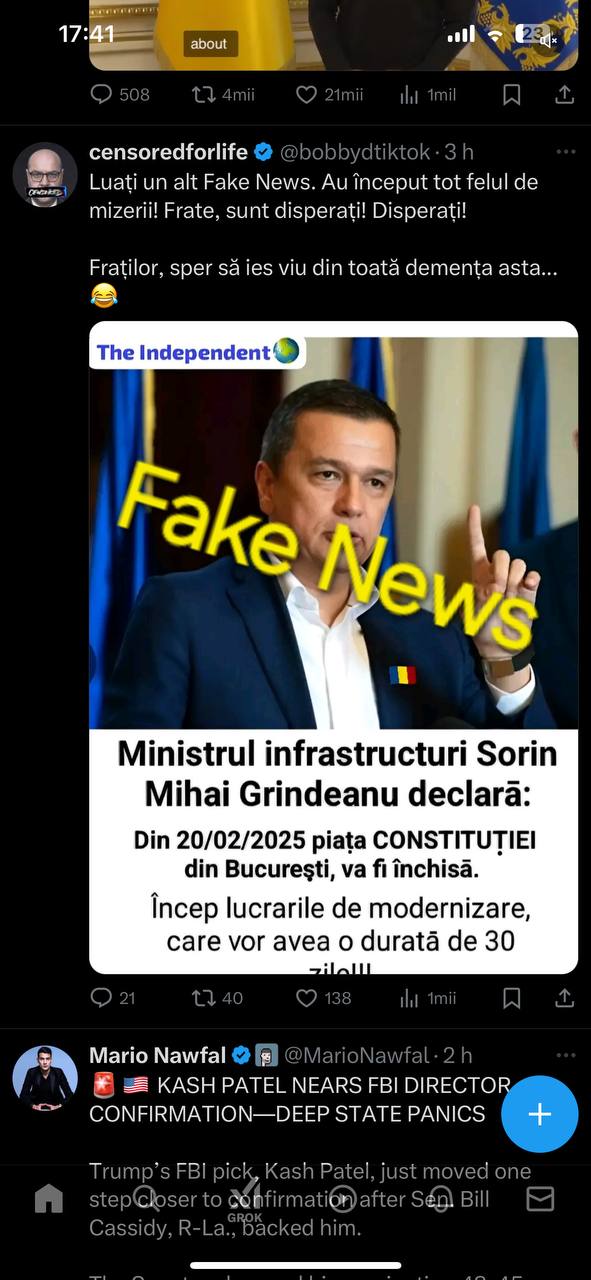 17:41
23
about
508
4mii
21mii
1mil
censoredforlife @bobbydtiktok · 3 h
Luați un alt Fake News. Au început tot felul de
mizerii! Frate, sunt disperați! Disperați!
Fraților, sper să ies viu din toată demența asta...
😂
The Independent
Fake News
Ministrul infrastructuri Sorin
Mihai Grindeanu declară:
Din 20/02/2025 piața CONSTITUȚIEI
din București, va fi închisă.
Încep lucrarile de modernizare,
care vor avea o durată de 30
zile!!!
21
40
138
1mii
Mario Nawfal @MarioNawfal · 2 h
🚨 🇺🇸 KASH PATEL NEARS FBI DIRECTOR
CONFIRMATION—DEEP STATE PANICS
Trump’s FBI pick, Kash Patel, just moved one
step closer to confirmation after Sen. Bill
GROK
Cassidy, R-La., backed him.